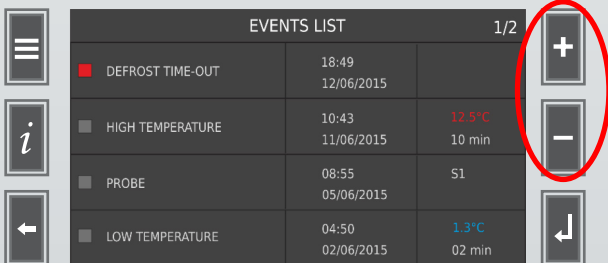 EVENTS LIST 1/2
DEFROST TIME-OUT
18:49
12/06/2015
HIGH TEMPERATURE
10:43
11/06/2015
12.5°C
10 min
PROBE
08:55
05/06/2015
S1
LOW TEMPERATURE
04:50
02/06/2015
1.3°C
02 min
+
i
−